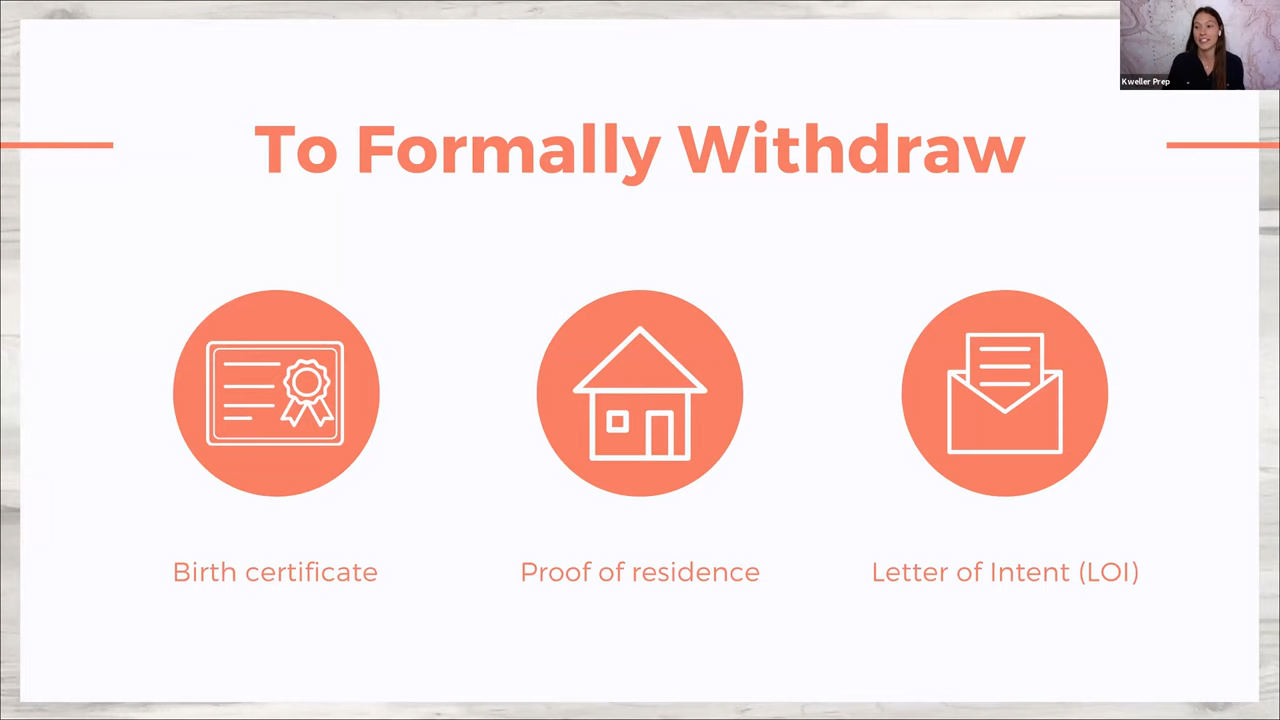 To Formally Withdraw
Kweller Prep
Birth certificate
Proof of residence
Letter of Intent (LOI)